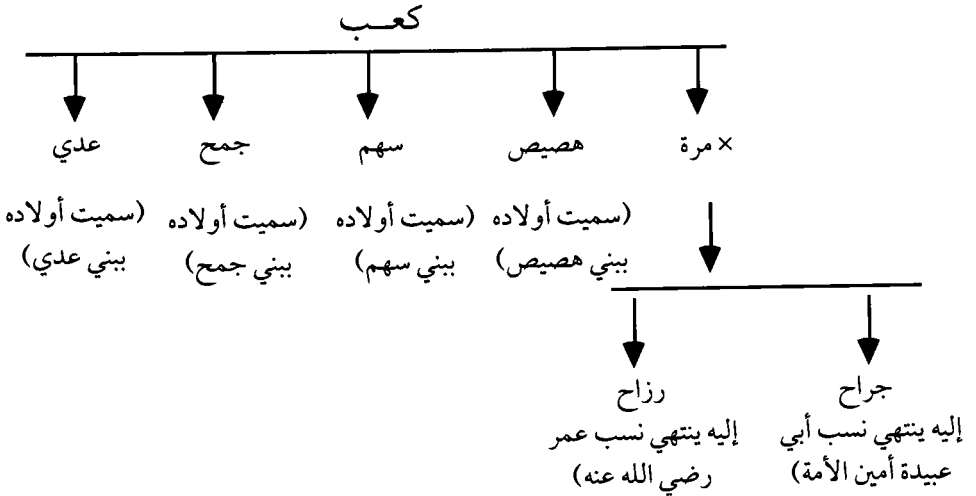 كعب
× مرة
هصيص
سهم
جمح
عدي
(سميت أولاده
ببني هصيص)
(سميت أولاده
ببني سهم)
(سميت أولاده
ببني جمح)
(سميت أولاده
ببني عدي)
جراح
إليه ينتهي نسب أبي
عبيدة أمين الأمة)
رزاح
إليه ينتهي نسب عمر
رضي الله عنه)